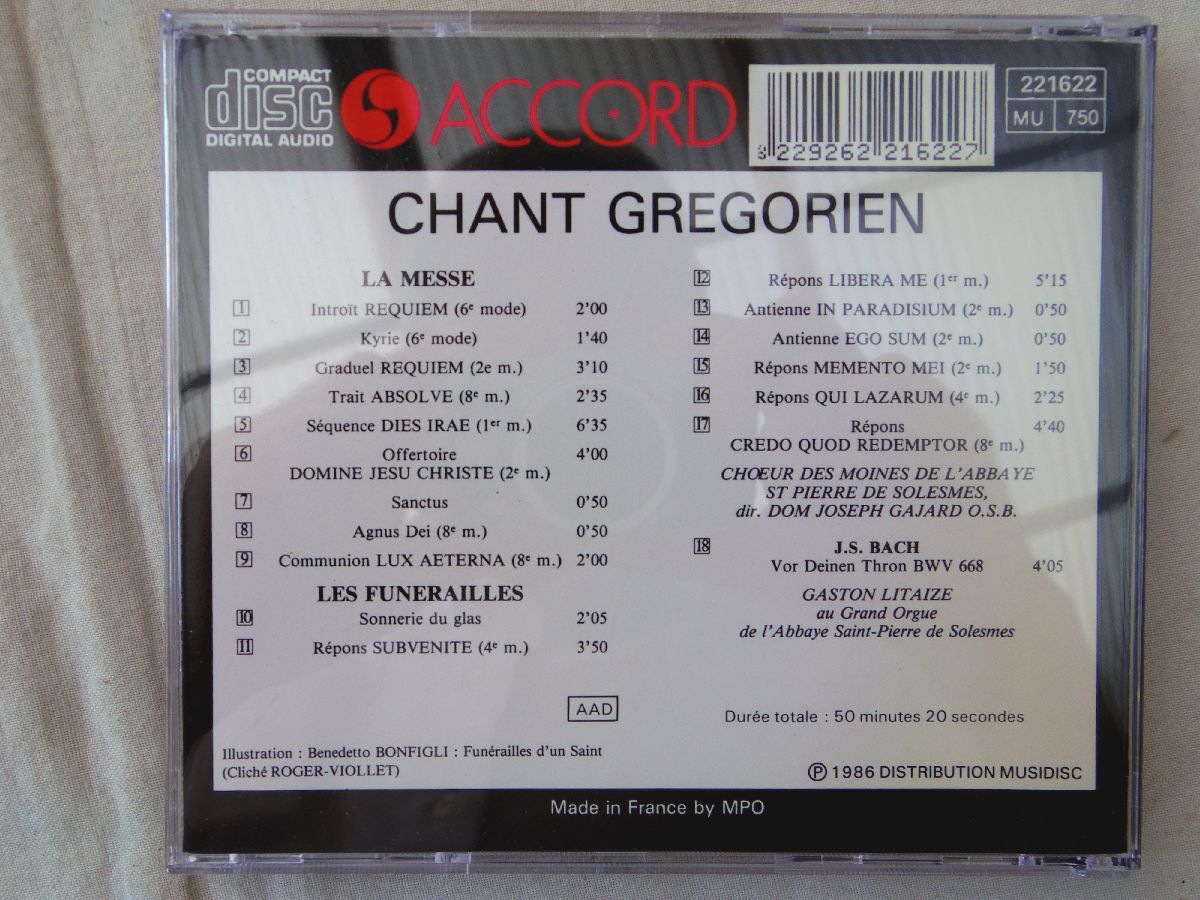 COMPACT
disc
DIGITAL AUDIO
ACCORD
3 229262 216227
221622
MU 750
CHANT GREGORIEN
LA MESSE
1 Introït REQUIEM (6e mode) 2'00
2 Kyrie (6e mode) 1'40
3 Graduel REQUIEM (2e m.) 3'10
4 Trait ABSOLVE (8e m.) 2'35
5 Séquence DIES IRAE (1er m.) 6'35
6 Offertoire 4'00
DOMINE JESU CHRISTE (2e m.)
7 Sanctus 0'50
8 Agnus Dei (8e m.) 0'50
9 Communion LUX AETERNA (8e m.) 2'00
LES FUNERAILLES
10 Sonnerie du glas 2'05
11 Répons SUBVENITE (4e m.) 3'50
12 Répons LIBERA ME (1er m.) 5'15
13 Antienne IN PARADISIUM (2e m.) 0'50
14 Antienne EGO SUM (2e m.) 0'50
15 Répons MEMENTO MEI (2e m.) 1'50
16 Répons QUI LAZARUM (4e m.) 2'25
17 Répons 4'40
CREDO QUOD REDEMPTOR (8e m.)
CHŒUR DES MOINES DE L'ABBAYE
ST PIERRE DE SOLESMES,
dir. DOM JOSEPH GAJARD O.S.B.
18 J.S. BACH
Vor Deinen Thron BWV 668 4'05
GASTON LITAIZE
au Grand Orgue
de l'Abbaye Saint-Pierre de Solesmes
AAD
Durée totale : 50 minutes 20 secondes
Illustration : Benedetto BONFIGLI : Funérailles d'un Saint
(Cliché ROGER-VIOLLET)
℗ 1986 DISTRIBUTION MUSIDISC
Made in France by MPO